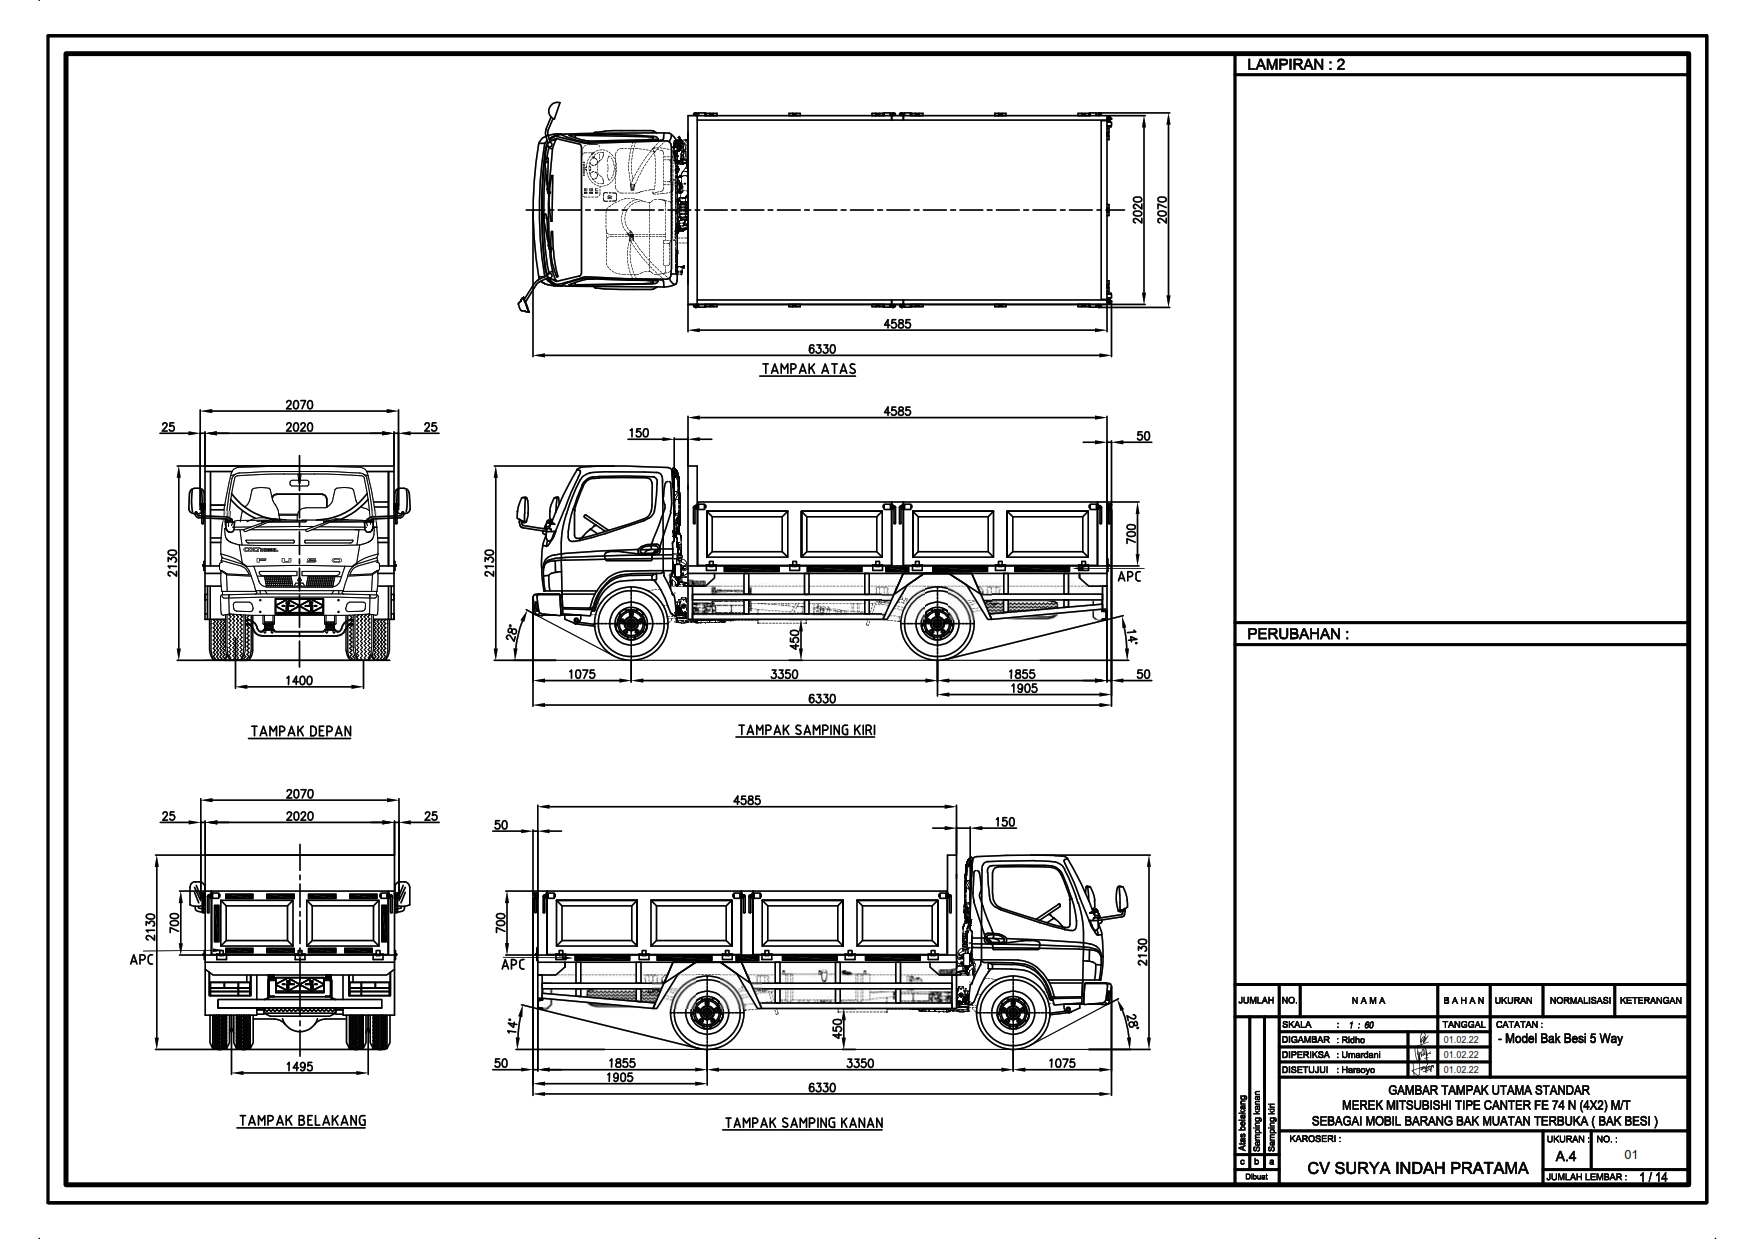 LAMPIRAN : 2
2020
2070
4585
6330
TAMPAK ATAS
2070
25
2020
25
2130
FUSO
1400
TAMPAK DEPAN
4585
150
50
2130
700
APC
28°
450
14°
1075
3350
1855
50
1905
6330
TAMPAK SAMPING KIRI
2070
25
2020
25
2130
700
APC
1495
TAMPAK BELAKANG
4585
50
150
700
APC
2130
14°
450
28°
50
1855
3350
1075
1905
6330
TAMPAK SAMPING KANAN
PERUBAHAN :
JUMLAH NO. NAMA BAHAN UKURAN NORMALISASI KETERANGAN
SKALA : 1 : 60 TANGGAL CATATAN :
DIGAMBAR : Ridho 01.02.22 - Model Bak Besi 5 Way
DIPERIKSA : Umardani 01.02.22
DISETUJUI : Harsoyo 01.02.22
GAMBAR TAMPAK UTAMA STANDAR
MEREK MITSUBISHI TIPE CANTER FE 74 N (4X2) M/T
SEBAGAI MOBIL BARANG BAK MUATAN TERBUKA ( BAK BESI )
KAROSERI :
CV SURYA INDAH PRATAMA
UKURAN : NO. :
A.4 01
JUMLAH LEMBAR : 1 / 14
Atas belakang
Samping kanan
Samping kiri
c b a
Dibuat